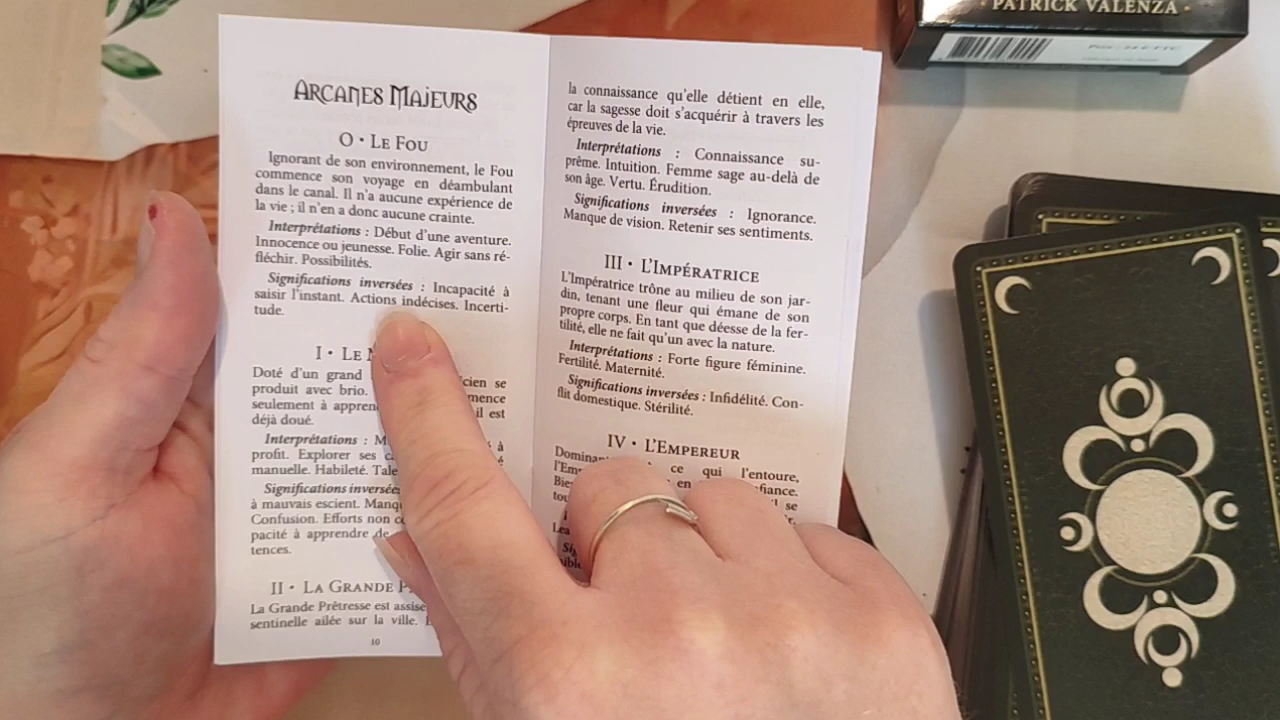 PATRICK VALENZA
ARCANES MAJEURS
O • LE FOU
Ignorant de son environnement, le Fou
commence son voyage en déambulant
dans le canal. Il n'a aucune expérience de
la vie ; il n'en a donc aucune crainte.
Interprétations : Début d'une aventure.
Innocence ou jeunesse. Folie. Agir sans ré-
fléchir. Possibilités.
Significations inversées : Incapacité à
saisir l'instant. Actions indécises. Incerti-
tude.
I • LE
Doté d'un grand
produit avec brio.
seulement à
déjà doué.
il est
Interprétations :
à
profit. Explorer ses
manuelle. Habileté.
Significations
à mauvais escient.
Confusion. Efforts non
pacité à apprendre de
tences.
II • LA GRANDE
La Grande Prêtresse est
sentinelle ailée sur la ville.
10
la connaissance qu'elle détient en elle,
car la sagesse doit s'acquérir à travers les
épreuves de la vie.
Interprétations : Connaissance su-
prême. Intuition. Femme sage au-delà de
son âge. Vertu. Érudition.
Significations inversées : Ignorance.
Manque de vision. Retenir ses sentiments.
III • L'IMPÉRATRICE
L'Impératrice trône au milieu de son jar-
din, tenant une fleur qui émane de son
propre corps. En tant que déesse de la fer-
tilité, elle ne fait qu'un avec la nature.
Interprétations : Forte figure féminine.
Fertilité. Maternité.
Significations inversées : Infidélité. Con-
flit domestique. Stérilité.
IV • L'EMPEREUR
ce qui l'entoure,
en
se